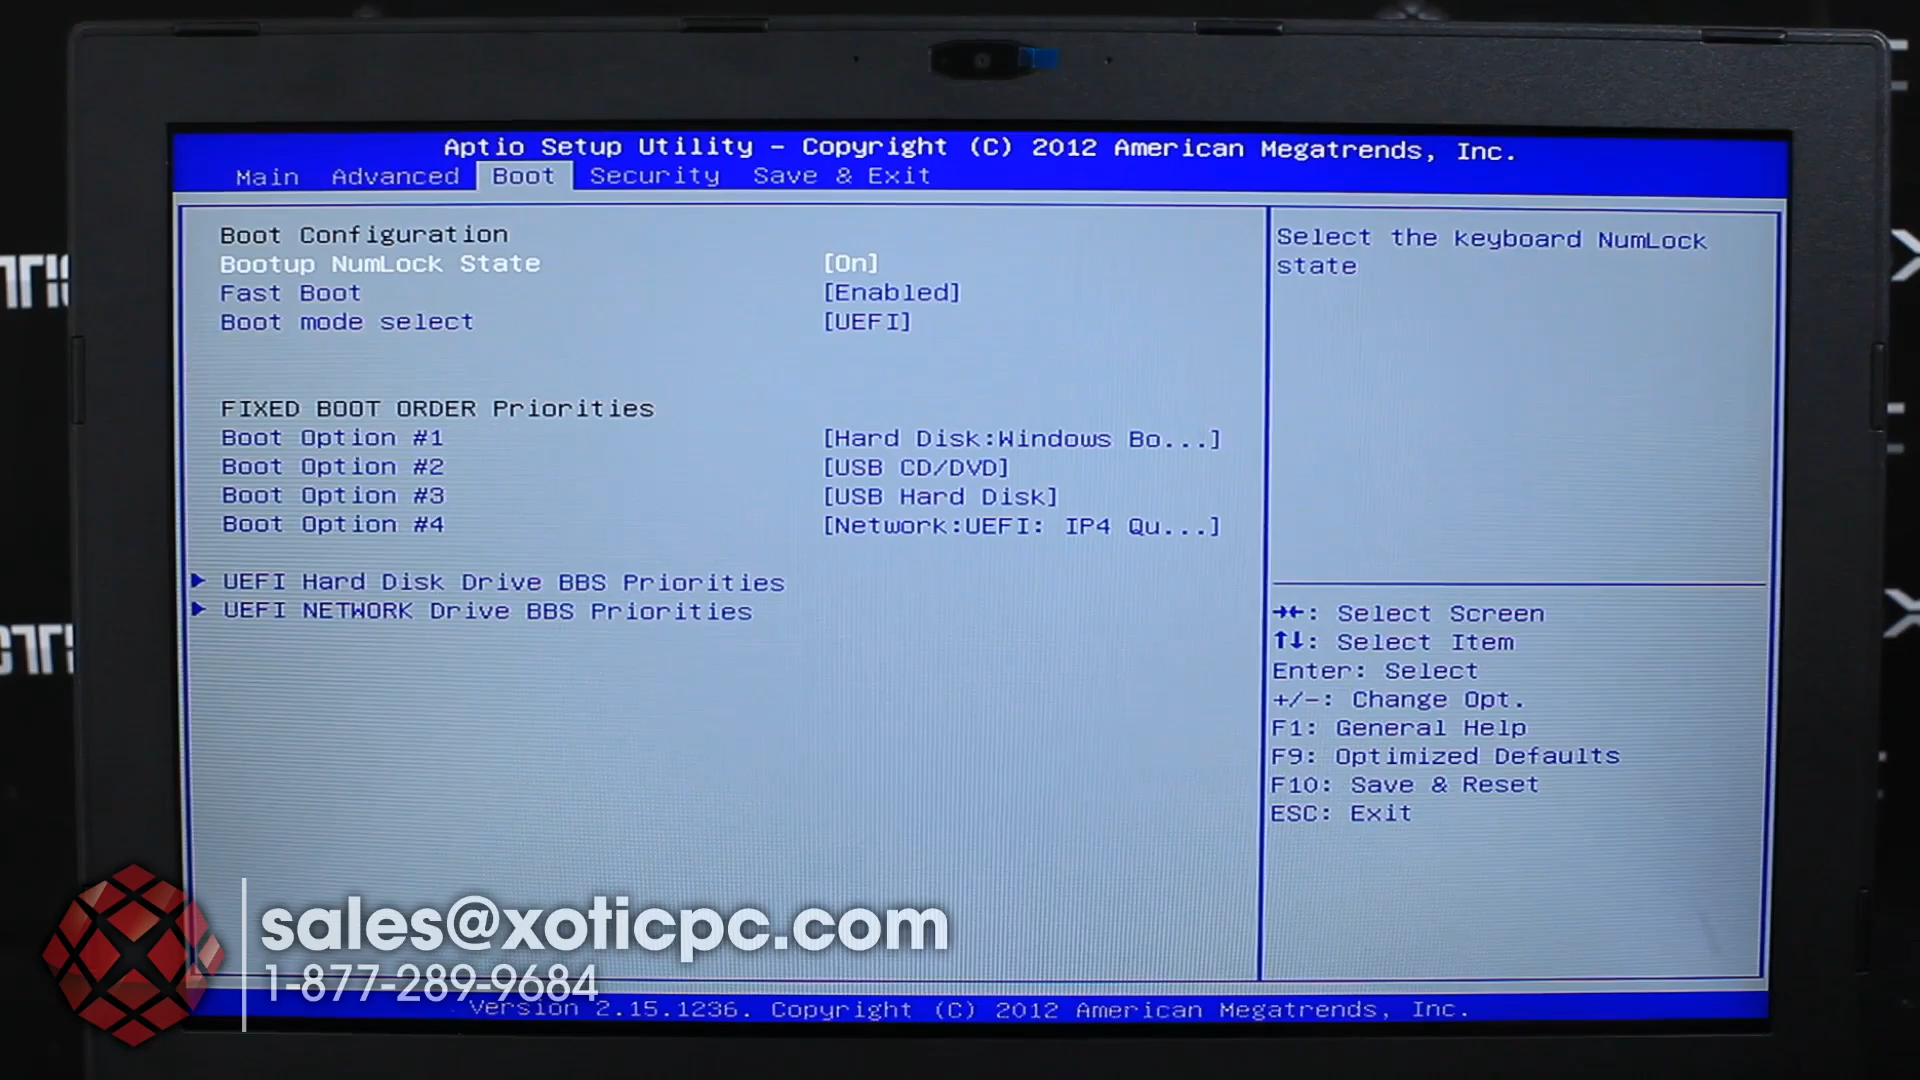 Aptio Setup Utility - Copyright (C) 2012 American Megatrends, Inc.
Main Advanced Boot Security Save & Exit
Boot Configuration
Bootup NumLock State [On]
Fast Boot [Enabled]
Boot mode select [UEFI]
FIXED BOOT ORDER Priorities
Boot Option #1 [Hard Disk:Windows Bo...]
Boot Option #2 [USB CD/DVD]
Boot Option #3 [USB Hard Disk]
Boot Option #4 [Network:UEFI: IP4 Qu...]
UEFI Hard Disk Drive BBS Priorities
UEFI NETWORK Drive BBS Priorities
Select the keyboard NumLock
state
→←: Select Screen
↑↓: Select Item
Enter: Select
+/-: Change Opt.
F1: General Help
F9: Optimized Defaults
F10: Save & Reset
ESC: Exit
sales@xoticpc.com
1-877-289-9684
Version 2.15.1236. Copyright (C) 2012 American Megatrends, Inc.